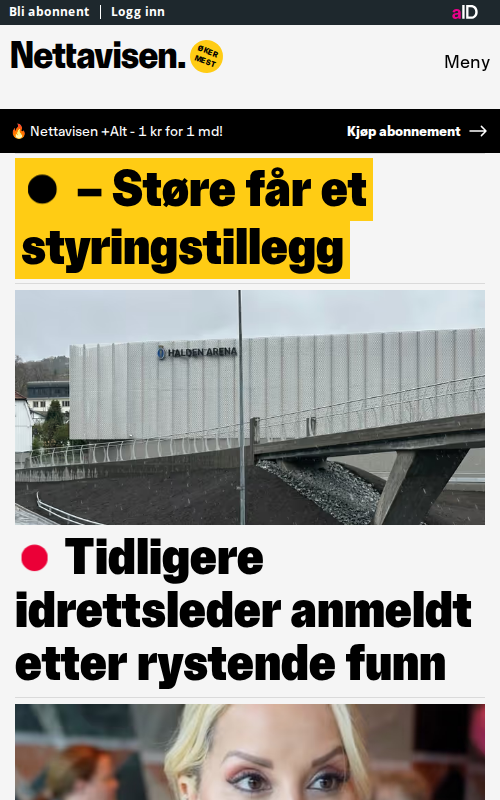 Bli abonnent
Logg inn
aID
Nettavisen.
ØKER
MEST
Meny
🔥 Nettavisen +Alt - 1 kr for 1 md!
Kjøp abonnement →
– Støre får et
styringstillegg
HALDEN ARENA
Tidligere
idrettsleder anmeldt
etter rystende funn